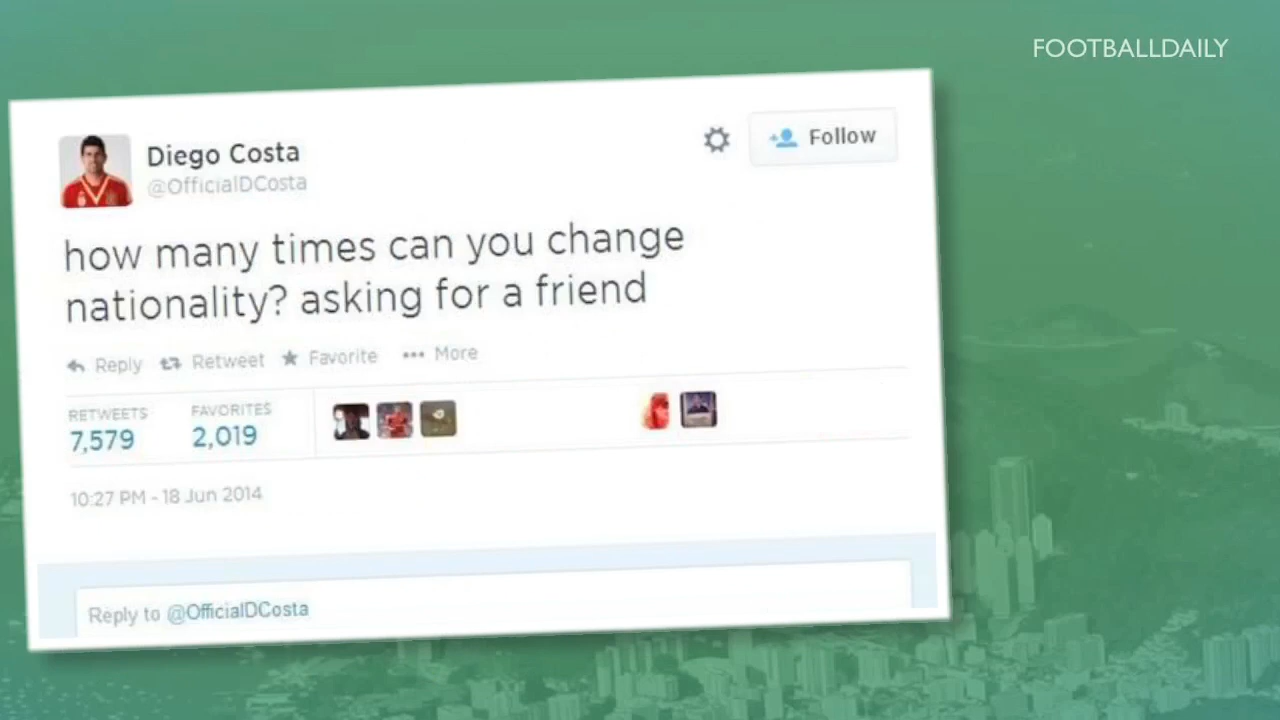 FOOTBALLDAILY
Diego Costa
@OfficialDCosta
Follow
how many times can you change
nationality? asking for a friend
Reply Retweet Favorite More
RETWEETS FAVORITES
7,579 2,019
10:27 PM - 18 Jun 2014
Reply to @OfficialDCosta